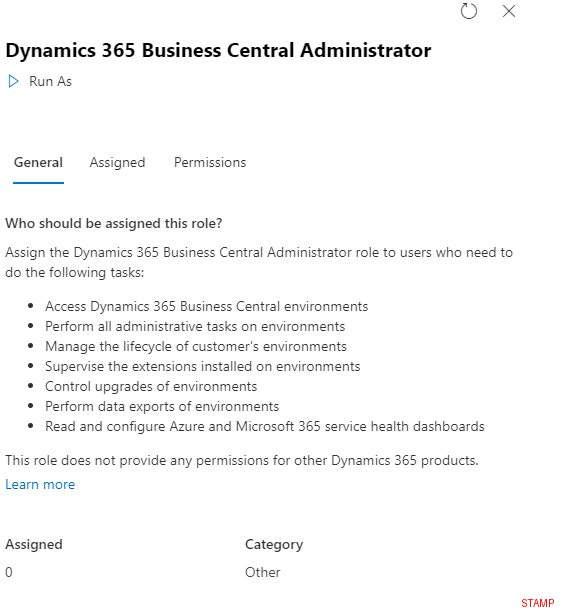 Dynamics 365 Business Central Administrator
Run As
General Assigned Permissions
Who should be assigned this role?
Assign the Dynamics 365 Business Central Administrator role to users who need to
do the following tasks:
• Access Dynamics 365 Business Central environments
• Perform all administrative tasks on environments
• Manage the lifecycle of customer's environments
• Supervise the extensions installed on environments
• Control upgrades of environments
• Perform data exports of environments
• Read and configure Azure and Microsoft 365 service health dashboards
This role does not provide any permissions for other Dynamics 365 products.
Learn more
Assigned Category
0 Other
STAMP